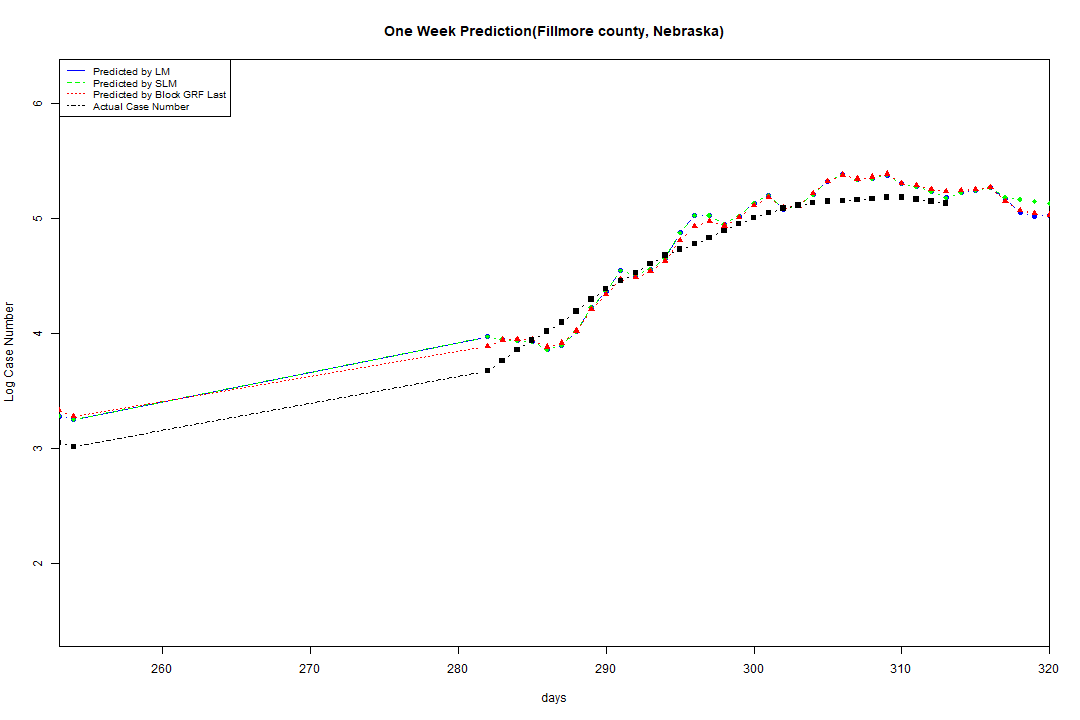 One Week Prediction(Fillmore county, Nebraska)
Predicted by LM
Predicted by SLM
Predicted by Block GRF Last
Actual Case Number
6
5
4
3
2
Log Case Number
260 270 280 290 300 310 320
days